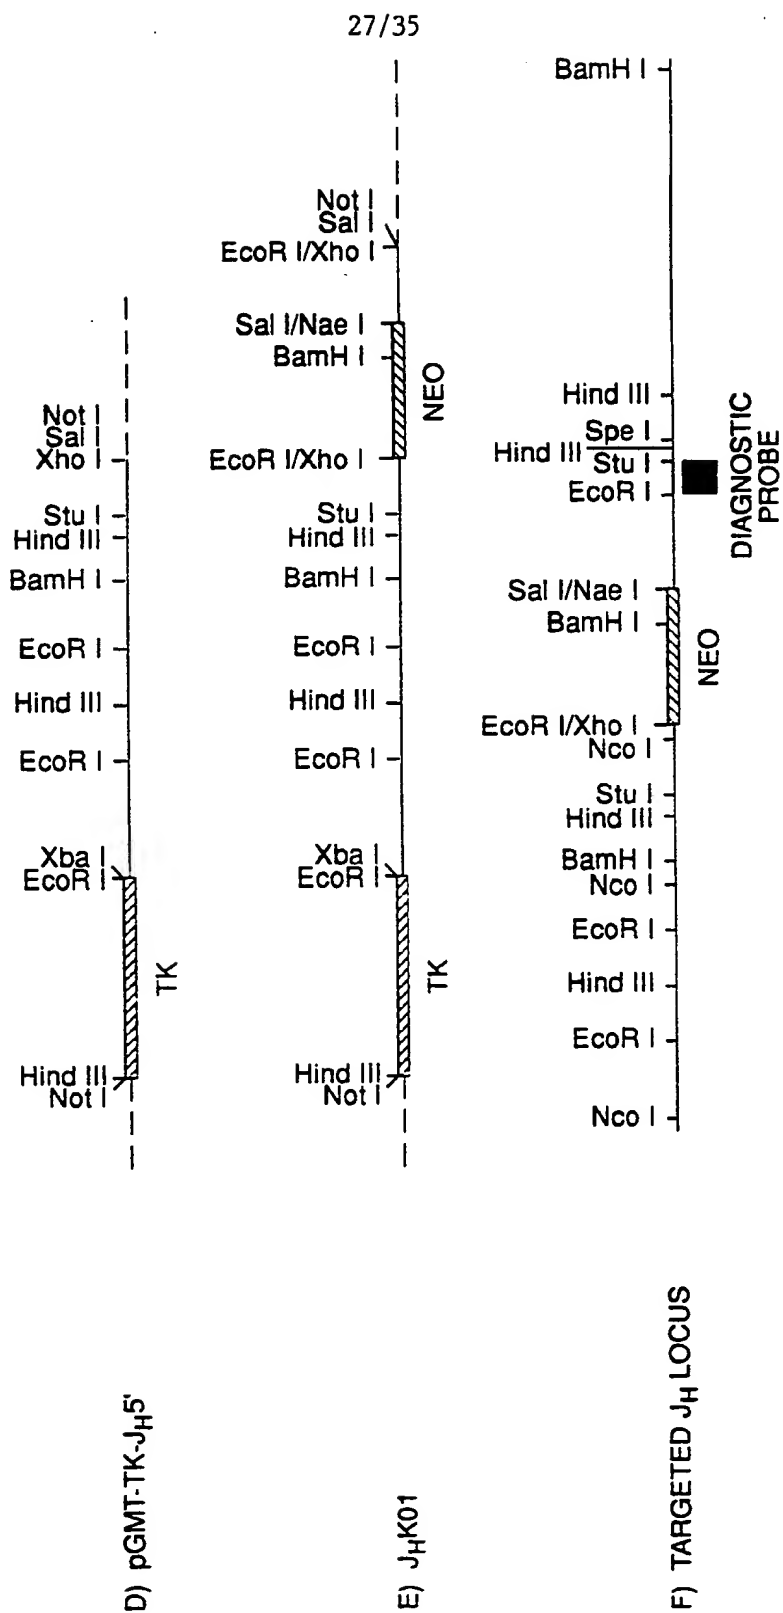 27/35
D) pGMT-TK-JH5'
Not I
Hind III
TK
EcoR I
Xba I
EcoR I
Hind III
EcoR I
BamH I
Hind III
Stu I
Xho I
Sal I
Not I
E) JHK01
Not I
Hind III
TK
EcoR I
Xba I
EcoR I
Hind III
EcoR I
BamH I
Hind III
Stu I
EcoR I/Xho I
NEO
BamH I
Sal I/Nae I
EcoR I/Xho I
Sal I
Not I
F) TARGETED JH LOCUS
Nco I
EcoR I
Hind III
EcoR I
Nco I
BamH I
Hind III
Stu I
Nco I
EcoR I/Xho I
NEO
BamH I
Sal I/Nae I
EcoR I
Stu I
Hind III
Spe I
Hind III
BamH I
DIAGNOSTIC
PROBE